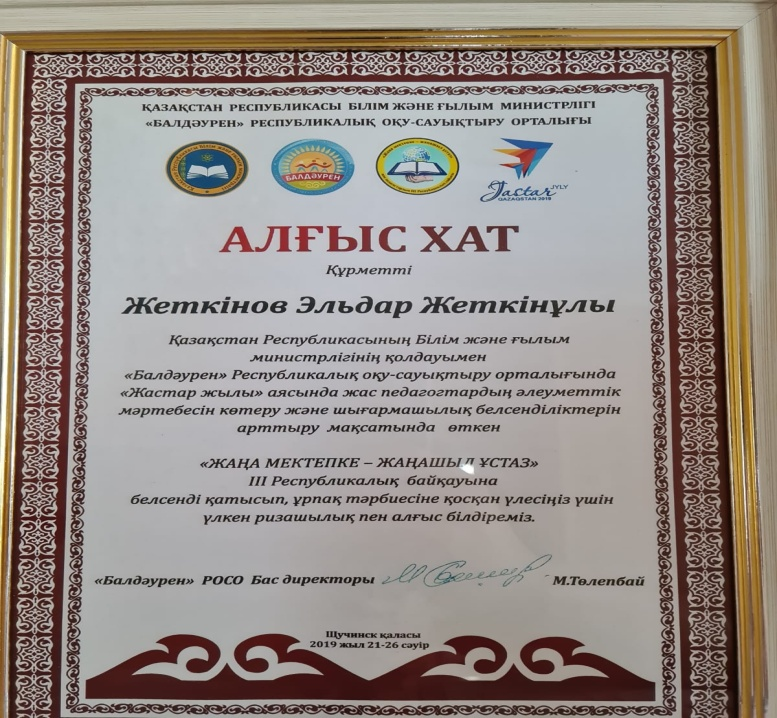 ҚАЗАҚСТАН РЕСПУБЛИКАСЫ БІЛІМ ЖӘНЕ ҒЫЛЫМ МИНИСТРЛІГІ
«БАЛДӘУРЕН» РЕСПУБЛИКАЛЫҚ ОҚУ-САУЫҚТЫРУ ОРТАЛЫҒЫ
БАЛДӘУРЕН
Jastar JYLY
QAZAQSTAN 2019
АЛҒЫС ХАТ
Құрметті
Жеткінов Эльдар Жеткінұлы
Қазақстан Республикасының Білім және ғылым
министрлігінің қолдауымен
«Балдәурен» Республикалық оқу-сауықтыру орталығында
«Жастар жылы» аясында жас педагогтардың әлеуметтік
мәртебесін көтеру және шығармашылық белсенділіктерін
арттыру мақсатында өткен
«ЖАҢА МЕКТЕПКЕ – ЖАҢАШЫЛ ҰСТАЗ»
III Республикалық байқауына
белсенді қатысып, ұрпақ тәрбиесіне қосқан үлесіңіз үшін
үлкен ризашылық пен алғыс білдіреміз.
«Балдәурен» РОСО Бас директоры М.Төлепбай
Щучинск қаласы
2019 жыл 21-26 сәуір